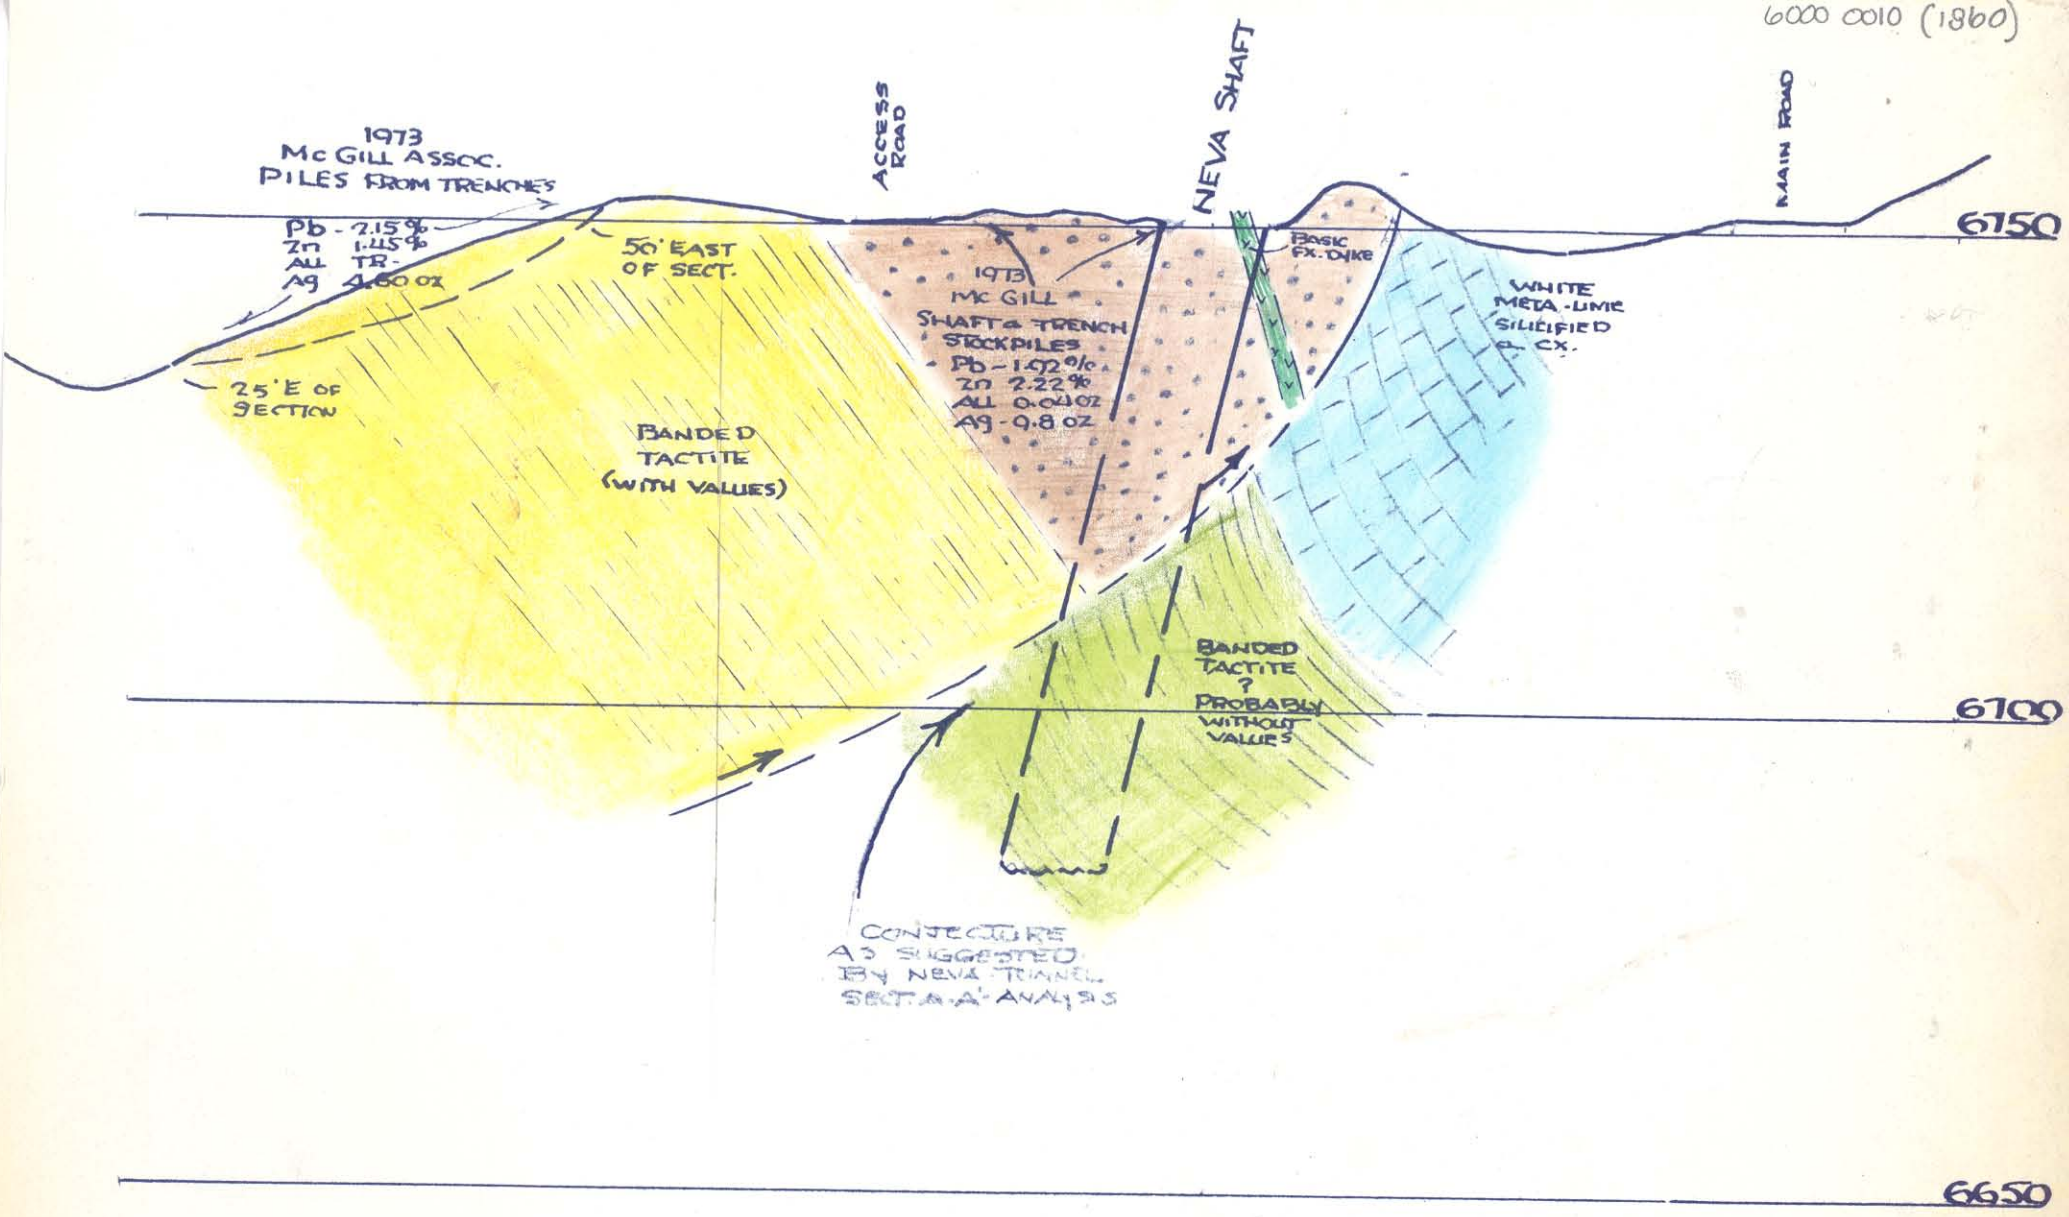 6000 0010 (1860)
ACCESS
ROAD
NEVA SHAFT
MAIN ROAD
1973
MC GILL ASSOC.
PILES FROM TRENCHES
Pb - 2.15%
Zn 1.45%
AU TR-
Ag 4.60 oz
50' EAST
OF SECT.
25' E OF
SECTION
BANDED
TACTITE
(WITH VALUES)
1973
MC GILL
SHAFT & TRENCH
STOCKPILES
Pb - 1.92%
Zn 2.22%
AU 0.04 OZ
Ag - 9.8 OZ
BASIC
FX. DYKE
6750
WHITE
META-LIME
SILICIFIED
& CX.
BANDED
TACTITE
?
PROBABLY
WITHOUT
VALUES
6700
CONJECTURE
AS SUGGESTED
BY NEVA TUNNEL
SECT. A-A' ANALYSIS
6650